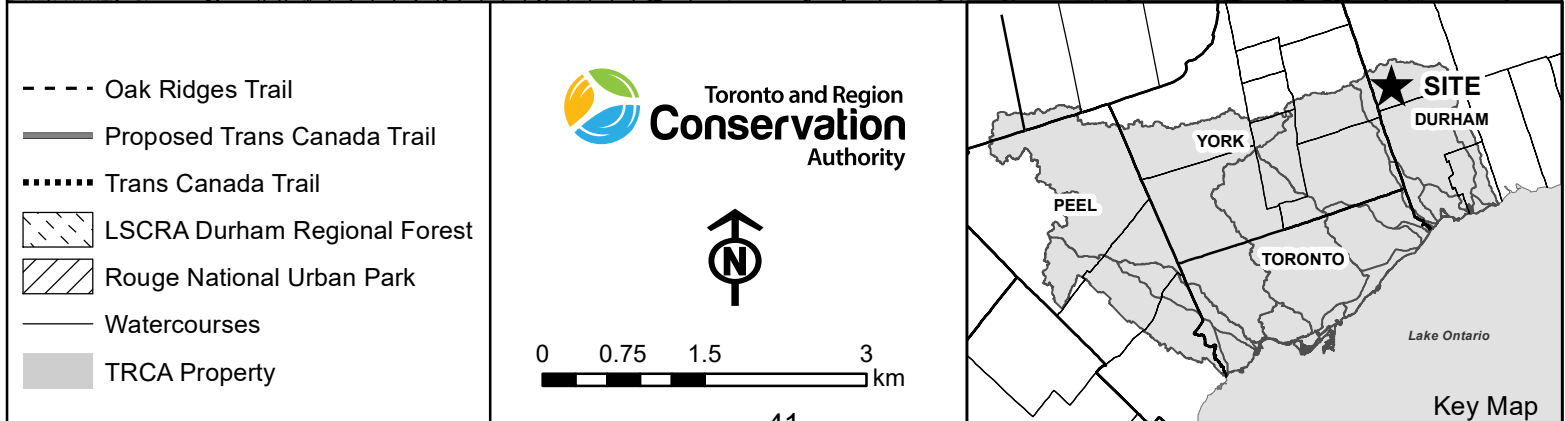 Oak Ridges Trail
Proposed Trans Canada Trail
Trans Canada Trail
LSCRA Durham Regional Forest
Rouge National Urban Park
Watercourses
TRCA Property
Toronto and Region
Conservation
Authority
N
0 0.75 1.5 3
km
SITE
DURHAM
YORK
PEEL
TORONTO
Lake Ontario
Key Map